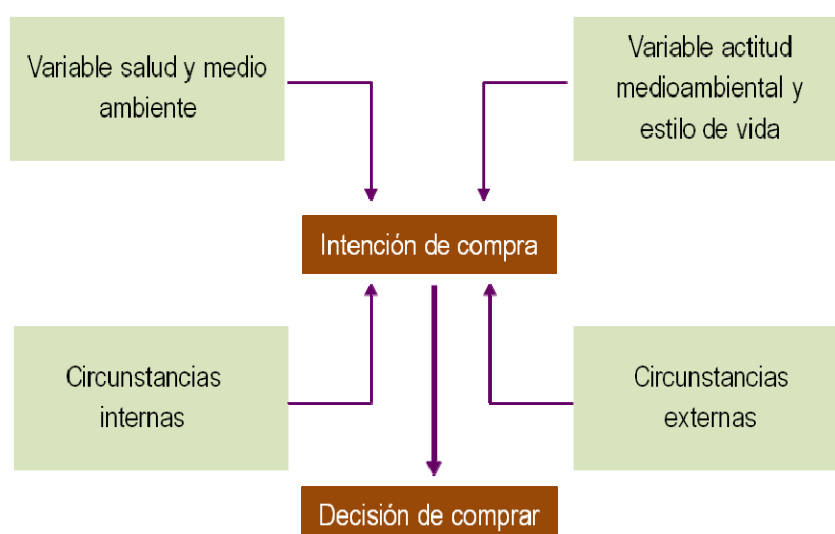 Variable salud y medio
ambiente
Variable actitud
medioambiental y
estilo de vida
Intención de compra
Circunstancias
internas
Circunstancias
externas
Decisión de comprar